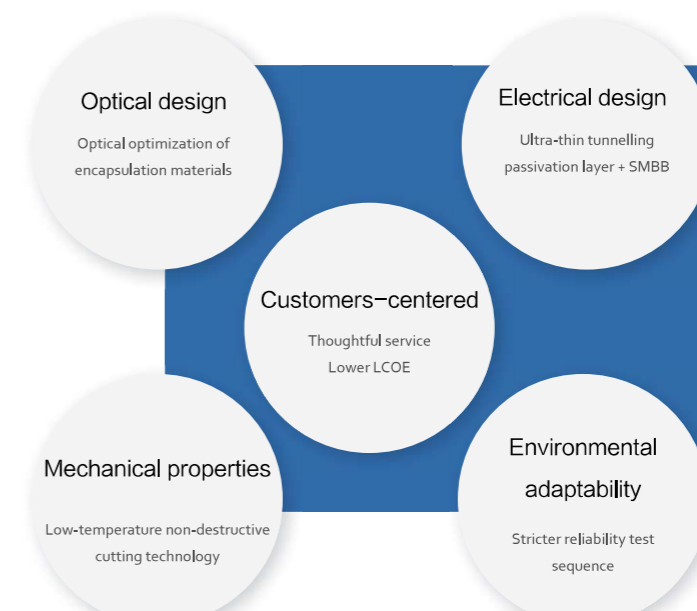 Optical design
Optical optimization of
encapsulation materials
Electrical design
Ultra-thin tunnelling
passivation layer + SMBB
Customers-centered
Thoughtful service
Lower LCOE
Mechanical properties
Low-temperature non-destructive
cutting technology
Environmental
adaptability
Stricter reliability test
sequence